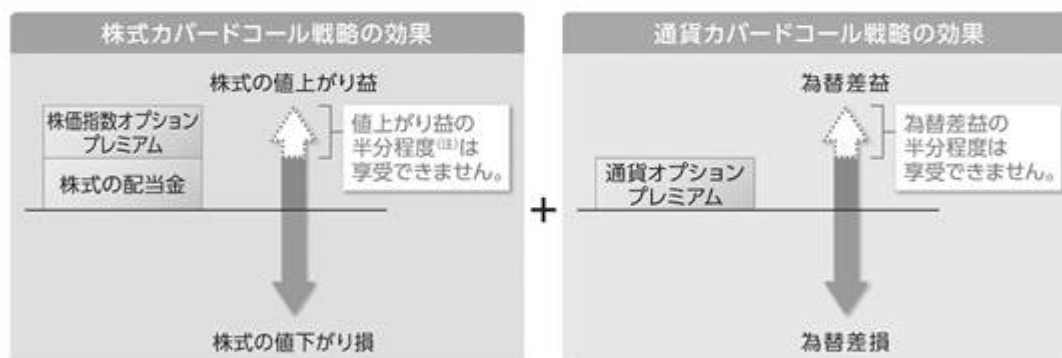 株式カバードコール戦略の効果
株式の値上がり益
株価指数オプション
プレミアム
株式の配当金
値上がり益の
半分程度(注)は
享受できません。
株式の値下がり損
+
通貨カバードコール戦略の効果
為替差益
通貨オプション
プレミアム
為替差益の
半分程度は
享受できません。
為替差損